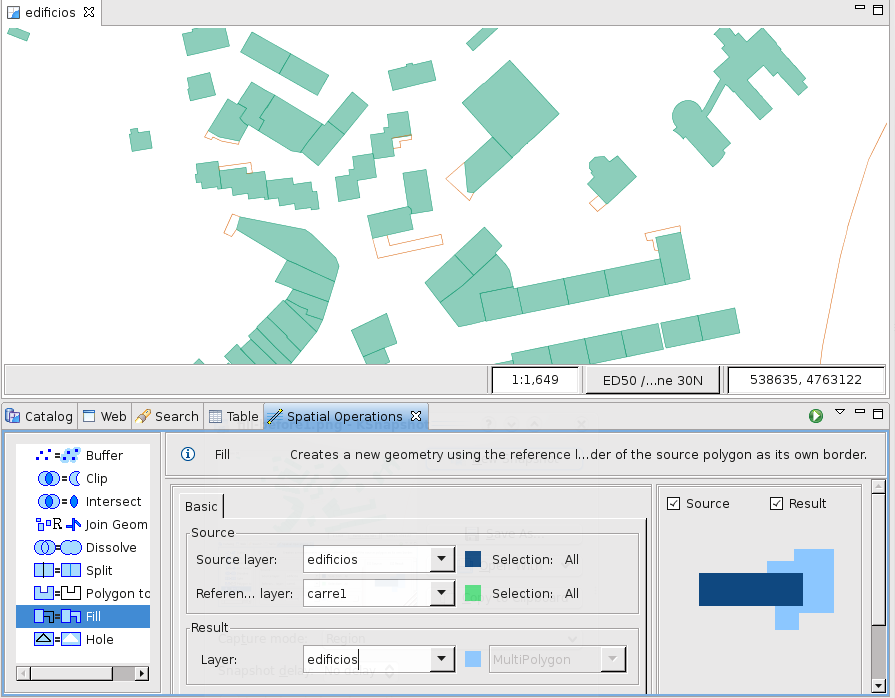 edificios
1:1,649
ED50 /...ne 30N
538635, 4763122
Catalog
Web
Search
Table
Spatial Operations
Buffer
Clip
Intersect
Join Geom
Dissolve
Split
Polygon to
Fill
Hole
Fill
Creates a new geometry using the reference l...der of the source polygon as its own border.
Basic
Source
Source layer:
edificios
Selection: All
Referen... layer:
carre1
Selection: All
Result
Layer:
edificios
MultiPolygon
Source
Result